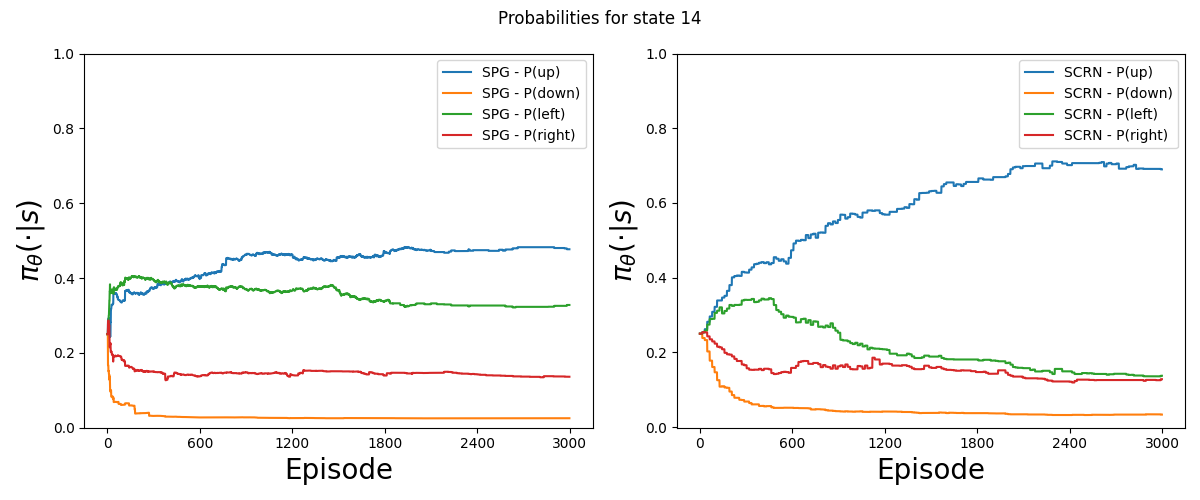 Probabilities for state 14
1.0
0.8
0.6
0.4
0.2
0.0
π_θ(·|s)
SPG - P(up)
SPG - P(down)
SPG - P(left)
SPG - P(right)
0 600 1200 1800 2400 3000
Episode
1.0
0.8
0.6
0.4
0.2
0.0
π_θ(·|s)
SCRN - P(up)
SCRN - P(down)
SCRN - P(left)
SCRN - P(right)
0 600 1200 1800 2400 3000
Episode